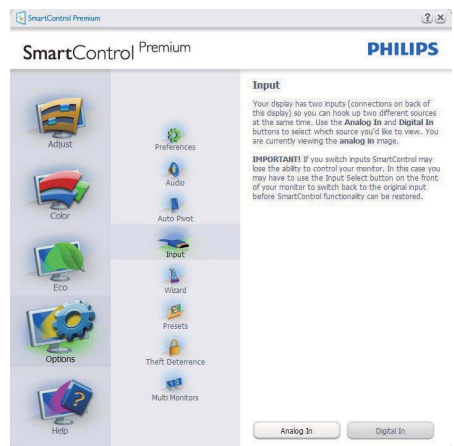 SmartControl Premium
SmartControl Premium
PHILIPS
Adjust
Color
Eco
Options
Help
Preferences
Audio
Auto Pivot
Input
Wizard
Presets
Theft Deterrence
Multi Monitors
Input
Your display has two inputs (connections on back of
this display) so you can hook up two different sources
at the same time. Use the Analog In and Digital In
buttons to select which source you'd like to view. You
are currently viewing the analog in image.
IMPORTANT! If you switch inputs SmartControl may
lose the ability to control your monitor. In this case you
may have to use the Input Select button on the front
of your monitor to switch back to the original input
before SmartControl functionality can be restored.
Analog In
Digital In